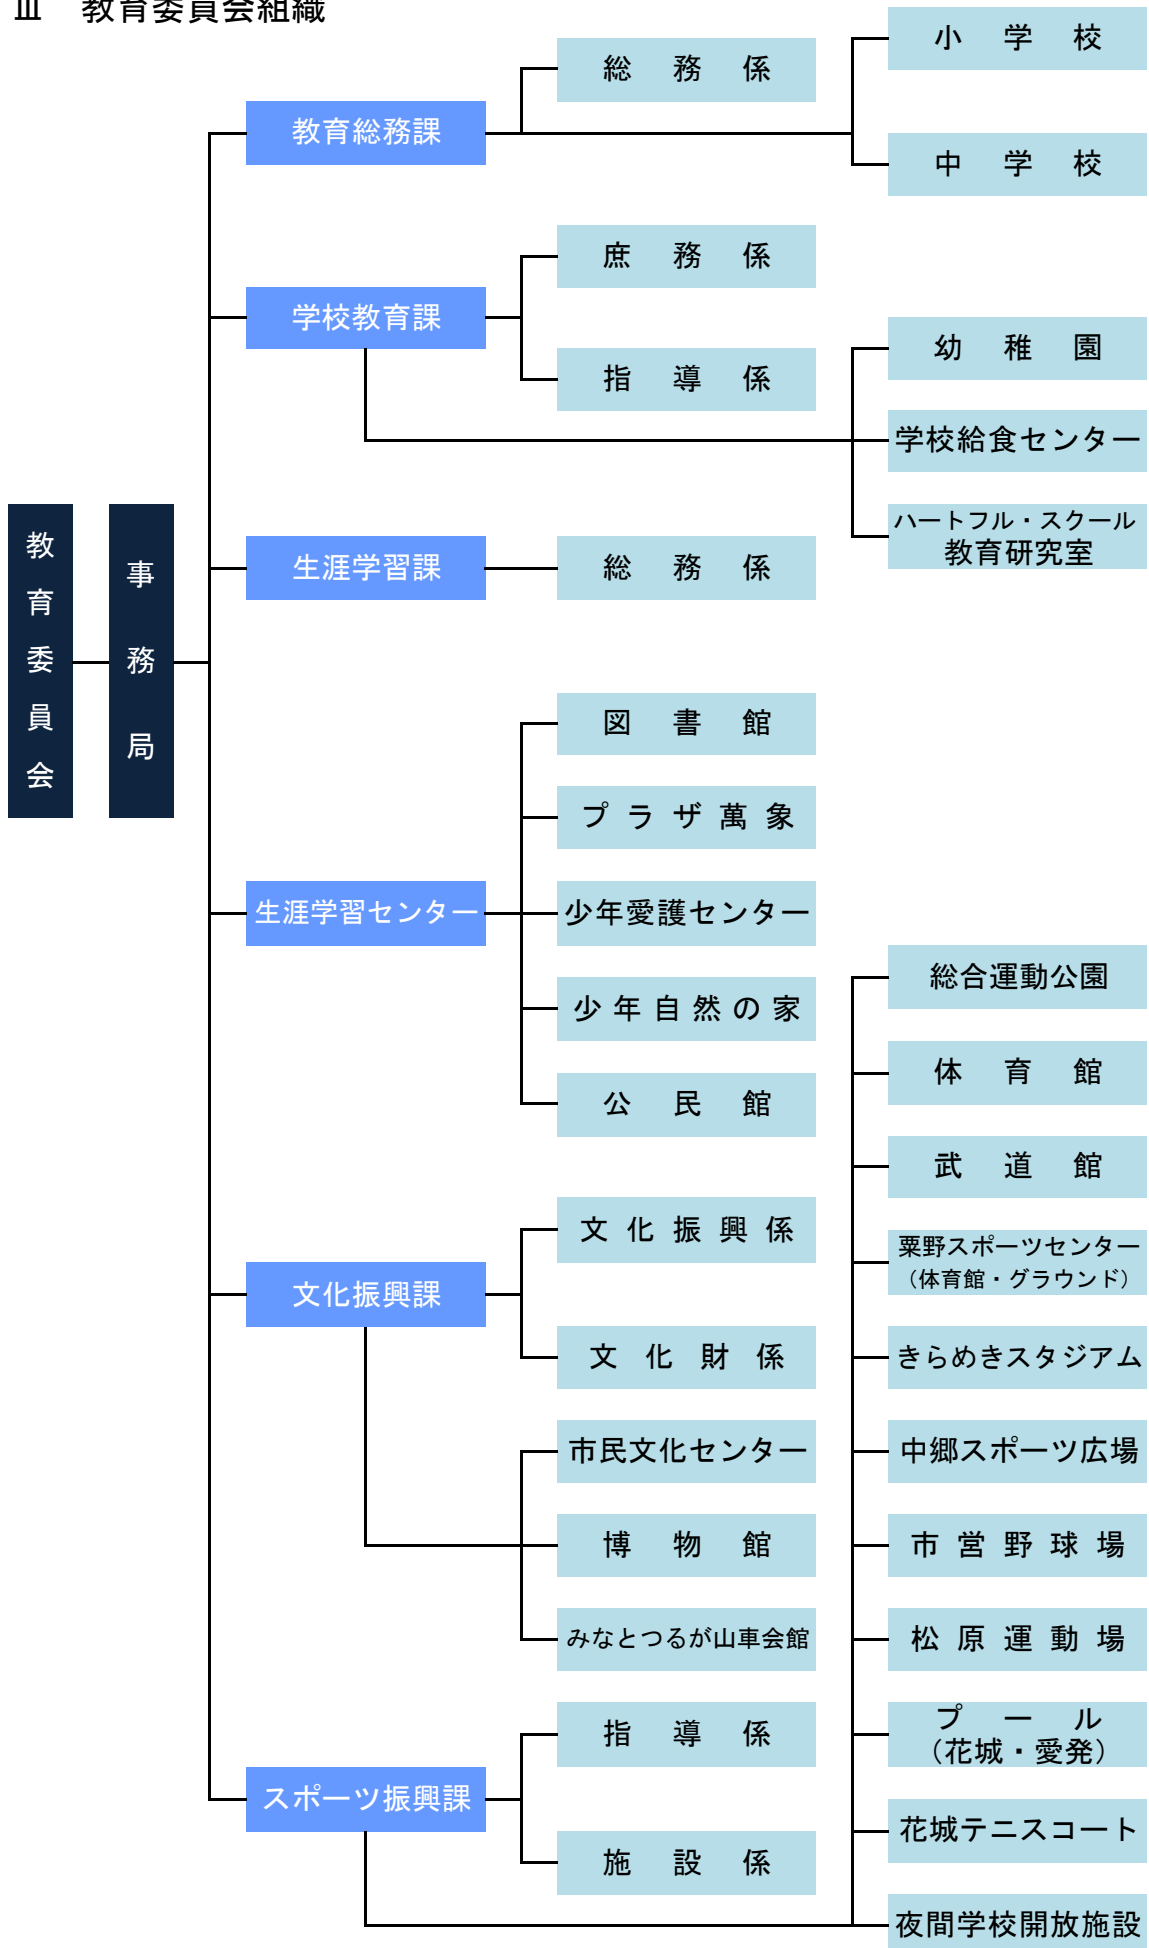 Ⅲ　教育委員会組織
教育委員会
事務局
教育総務課
総務係
小学校
中学校
学校教育課
庶務係
指導係
幼稚園
学校給食センター
ハートフル・スクール
教育研究室
生涯学習課
総務係
生涯学習センター
図書館
プラザ萬象
少年愛護センター
少年自然の家
公民館
文化振興課
文化振興係
文化財係
市民文化センター
博物館
みなとつるが山車会館
スポーツ振興課
指導係
施設係
総合運動公園
体育館
武道館
粟野スポーツセンター
（体育館・グラウンド）
きらめきスタジアム
中郷スポーツ広場
市営野球場
松原運動場
プール
（花城・愛発）
花城テニスコート
夜間学校開放施設